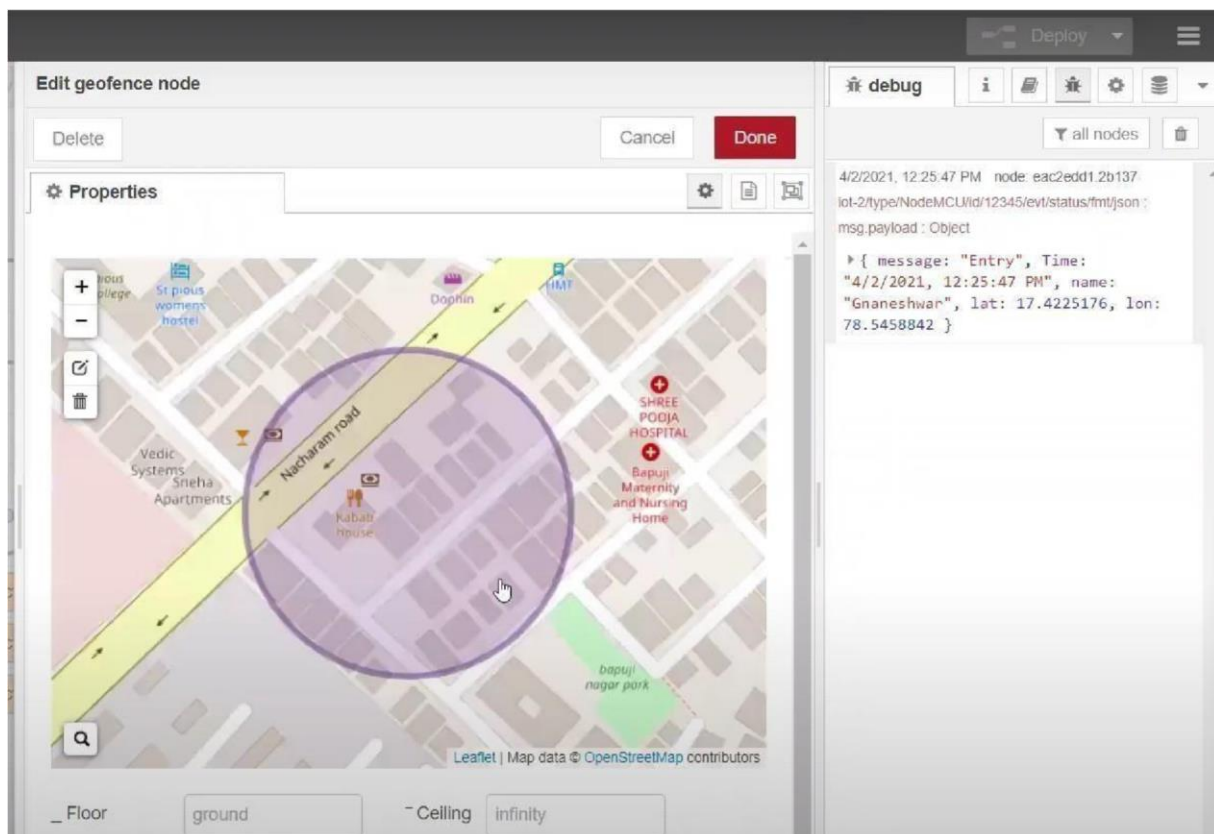 Deploy
Edit geofence node
Delete
Cancel
Done
Properties
debug
i
all nodes
4/2/2021, 12:25:47 PM node: eac2edd1.2b137
iot-2/type/NodeMCU/id/12345/evt/status/fmt/json :
msg.payload : Object
{ message: "Entry", Time:
"4/2/2021, 12:25:47 PM", name:
"Gnaneshwar", lat: 17.4225176, lon:
78.5458842 }
+
−
St pious
womens
hostel
Dophin
HMT
Nacharam road
Vedic
Systems
Sneha
Apartments
Kabab
House
SHREE
POOJA
HOSPITAL
Bapuji
Maternity
and Nursing
Home
bapuji
nagar park
Leaflet | Map data © OpenStreetMap contributors
_ Floor
ground
¯ Ceilling
infinity